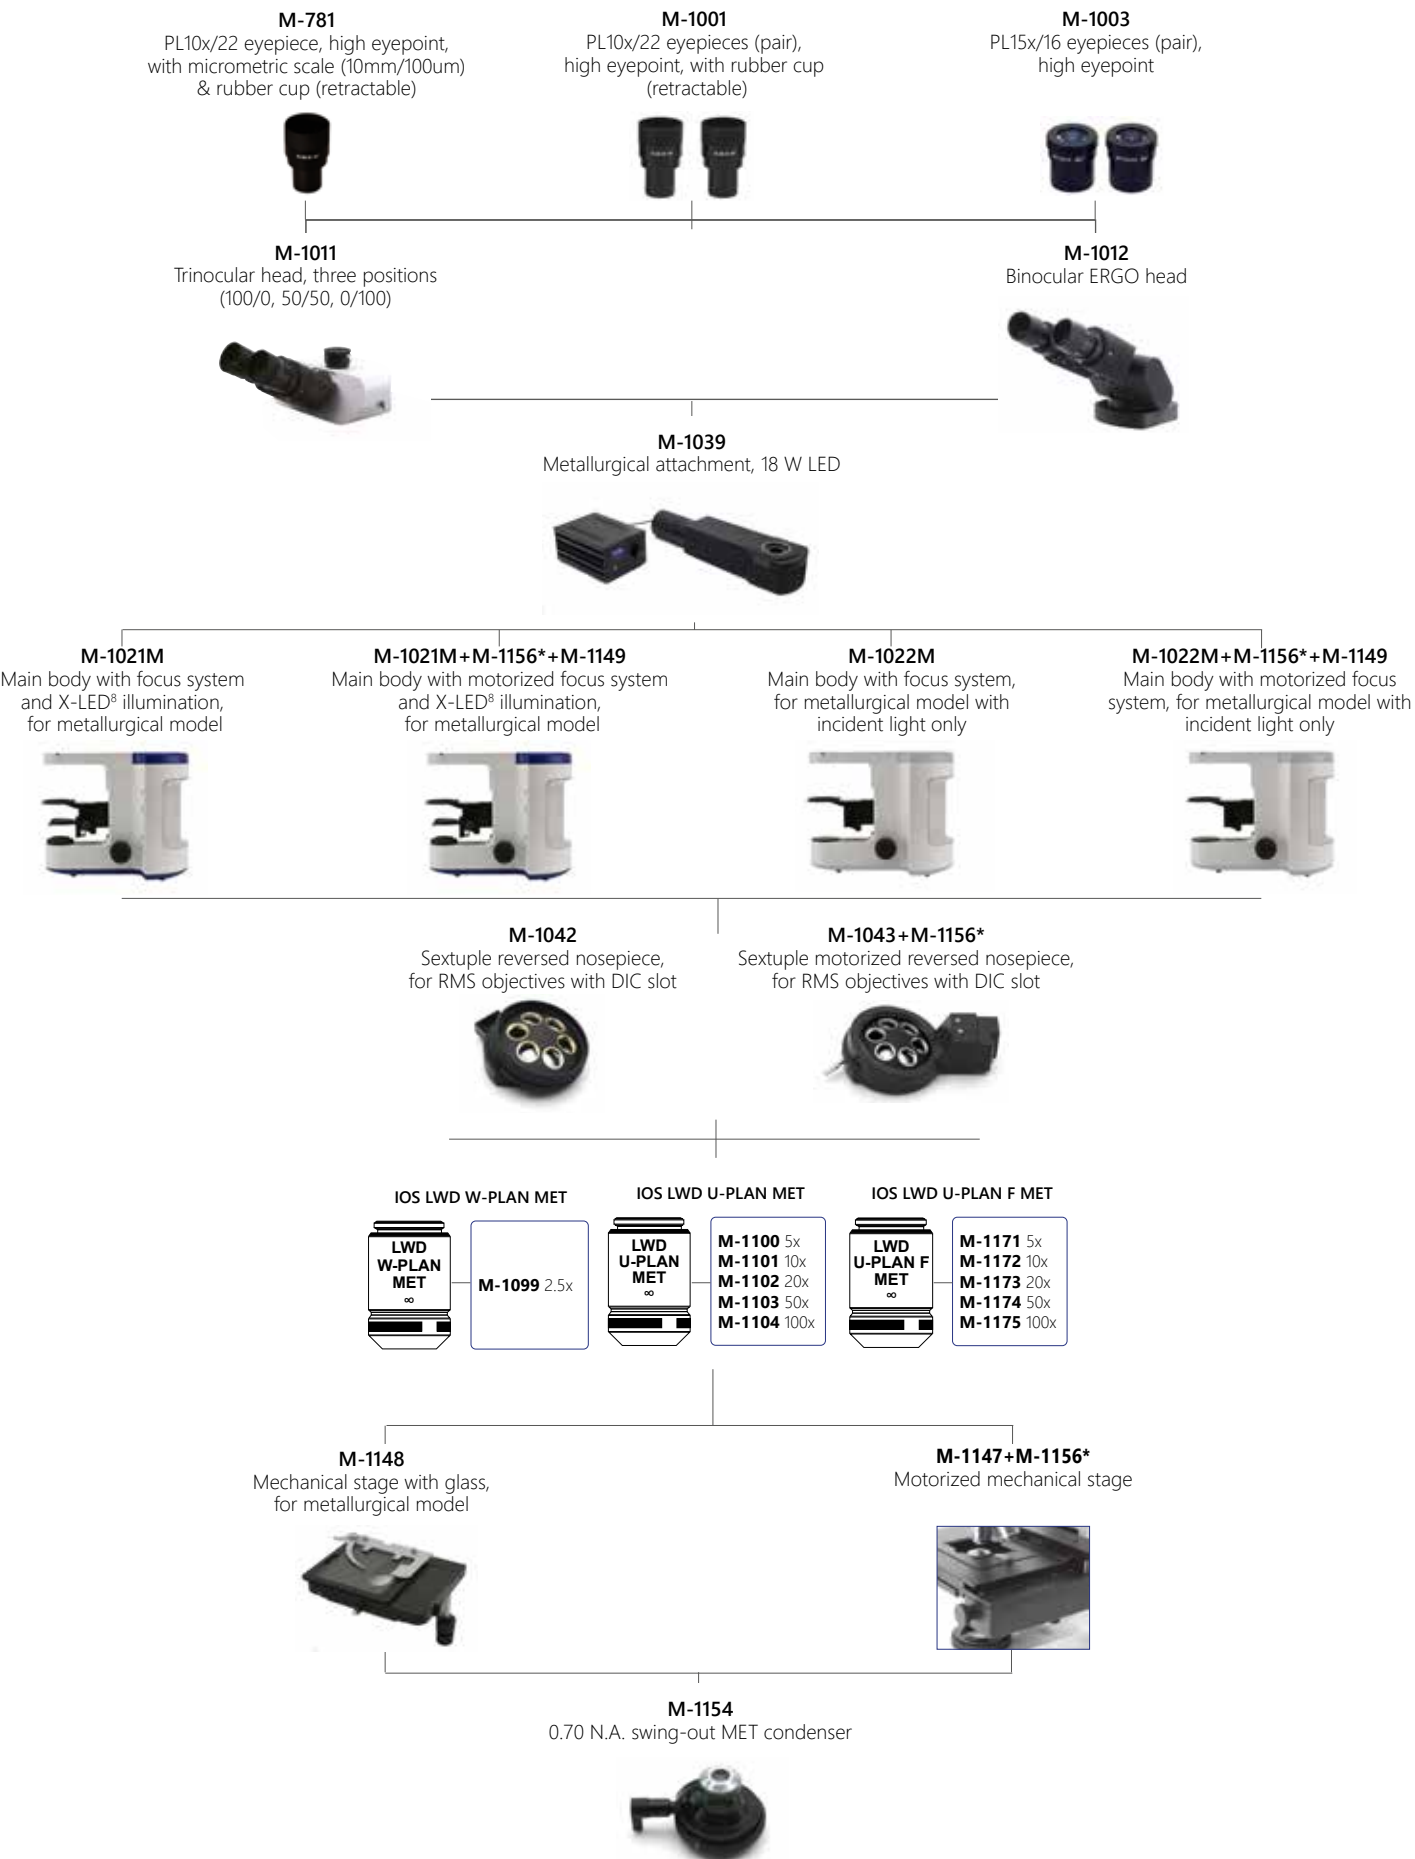 M-781
PL10x/22 eyepiece, high eyepoint,
with micrometric scale (10mm/100um)
& rubber cup (retractable)
M-1001
PL10x/22 eyepieces (pair),
high eyepoint, with rubber cup
(retractable)
M-1003
PL15x/16 eyepieces (pair),
high eyepoint
M-1011
Trinocular head, three positions
(100/0, 50/50, 0/100)
M-1012
Binocular ERGO head
M-1039
Metallurgical attachment, 18 W LED
M-1021M
Main body with focus system
and X-LED⁸ illumination,
for metallurgical model
M-1021M+M-1156*+M-1149
Main body with motorized focus system
and X-LED⁸ illumination,
for metallurgical model
M-1022M
Main body with focus system,
for metallurgical model with
incident light only
M-1022M+M-1156*+M-1149
Main body with motorized focus
system, for metallurgical model with
incident light only
M-1042
Sextuple reversed nosepiece,
for RMS objectives with DIC slot
M-1043+M-1156*
Sextuple motorized reversed nosepiece,
for RMS objectives with DIC slot
IOS LWD W-PLAN MET
LWD
W-PLAN
MET
∞
M-1099 2.5x
IOS LWD U-PLAN MET
LWD
U-PLAN
MET
∞
M-1100 5x
M-1101 10x
M-1102 20x
M-1103 50x
M-1104 100x
IOS LWD U-PLAN F MET
LWD
U-PLAN F
MET
∞
M-1171 5x
M-1172 10x
M-1173 20x
M-1174 50x
M-1175 100x
M-1148
Mechanical stage with glass,
for metallurgical model
M-1147+M-1156*
Motorized mechanical stage
M-1154
0.70 N.A. swing-out MET condenser